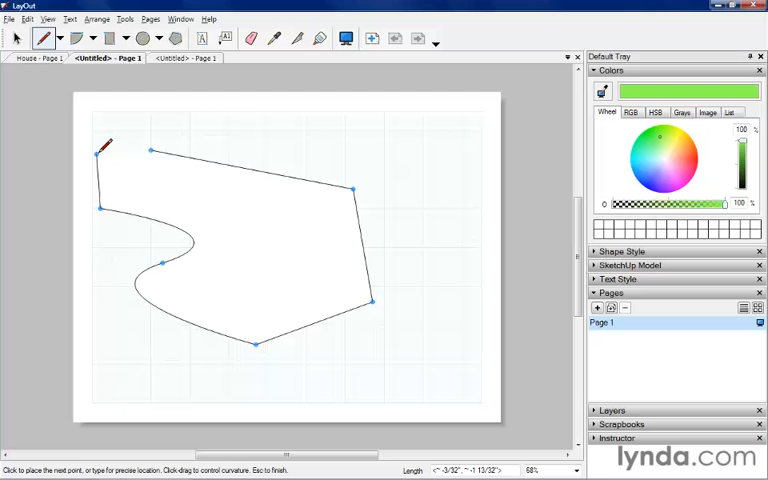 LayOut
File Edit View Text Arrange Tools Pages Window Help
House - Page 1 <Untitled> - Page 1 <Untitled> - Page 1
Default Tray
Colors
Wheel RGB HSB Grays Image List
100
%
O 100 %
Shape Style
SketchUp Model
Text Style
Pages
Page 1
Layers
Scrapbooks
Instructor
lynda.com
Click to place the next point, or type for precise location. Click-drag to control curvature. Esc to finish. Length <~ -3/32", ~ -1 13/32"> 68%